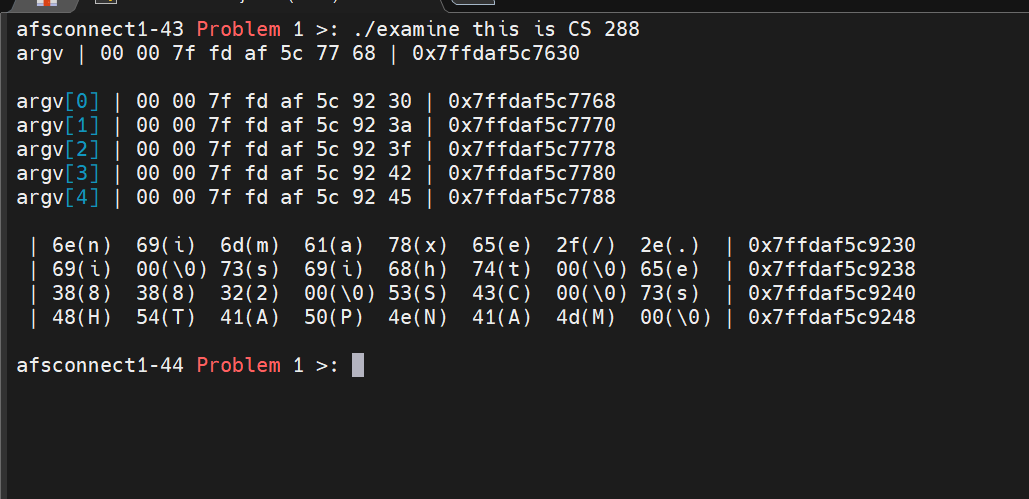 afsconnect1-43 Problem 1 >: ./examine this is CS 288
argv | 00 00 7f fd af 5c 77 68 | 0x7ffdaf5c7630
argv[0] | 00 00 7f fd af 5c 92 30 | 0x7ffdaf5c7768
argv[1] | 00 00 7f fd af 5c 92 3a | 0x7ffdaf5c7770
argv[2] | 00 00 7f fd af 5c 92 3f | 0x7ffdaf5c7778
argv[3] | 00 00 7f fd af 5c 92 42 | 0x7ffdaf5c7780
argv[4] | 00 00 7f fd af 5c 92 45 | 0x7ffdaf5c7788
| 6e(n) 69(i) 6d(m) 61(a) 78(x) 65(e) 2f(/) 2e(.) | 0x7ffdaf5c9230
| 69(i) 00(\0) 73(s) 69(i) 68(h) 74(t) 00(\0) 65(e) | 0x7ffdaf5c9238
| 38(8) 38(8) 32(2) 00(\0) 53(S) 43(C) 00(\0) 73(s) | 0x7ffdaf5c9240
| 48(H) 54(T) 41(A) 50(P) 4e(N) 41(A) 4d(M) 00(\0) | 0x7ffdaf5c9248
afsconnect1-44 Problem 1 >: